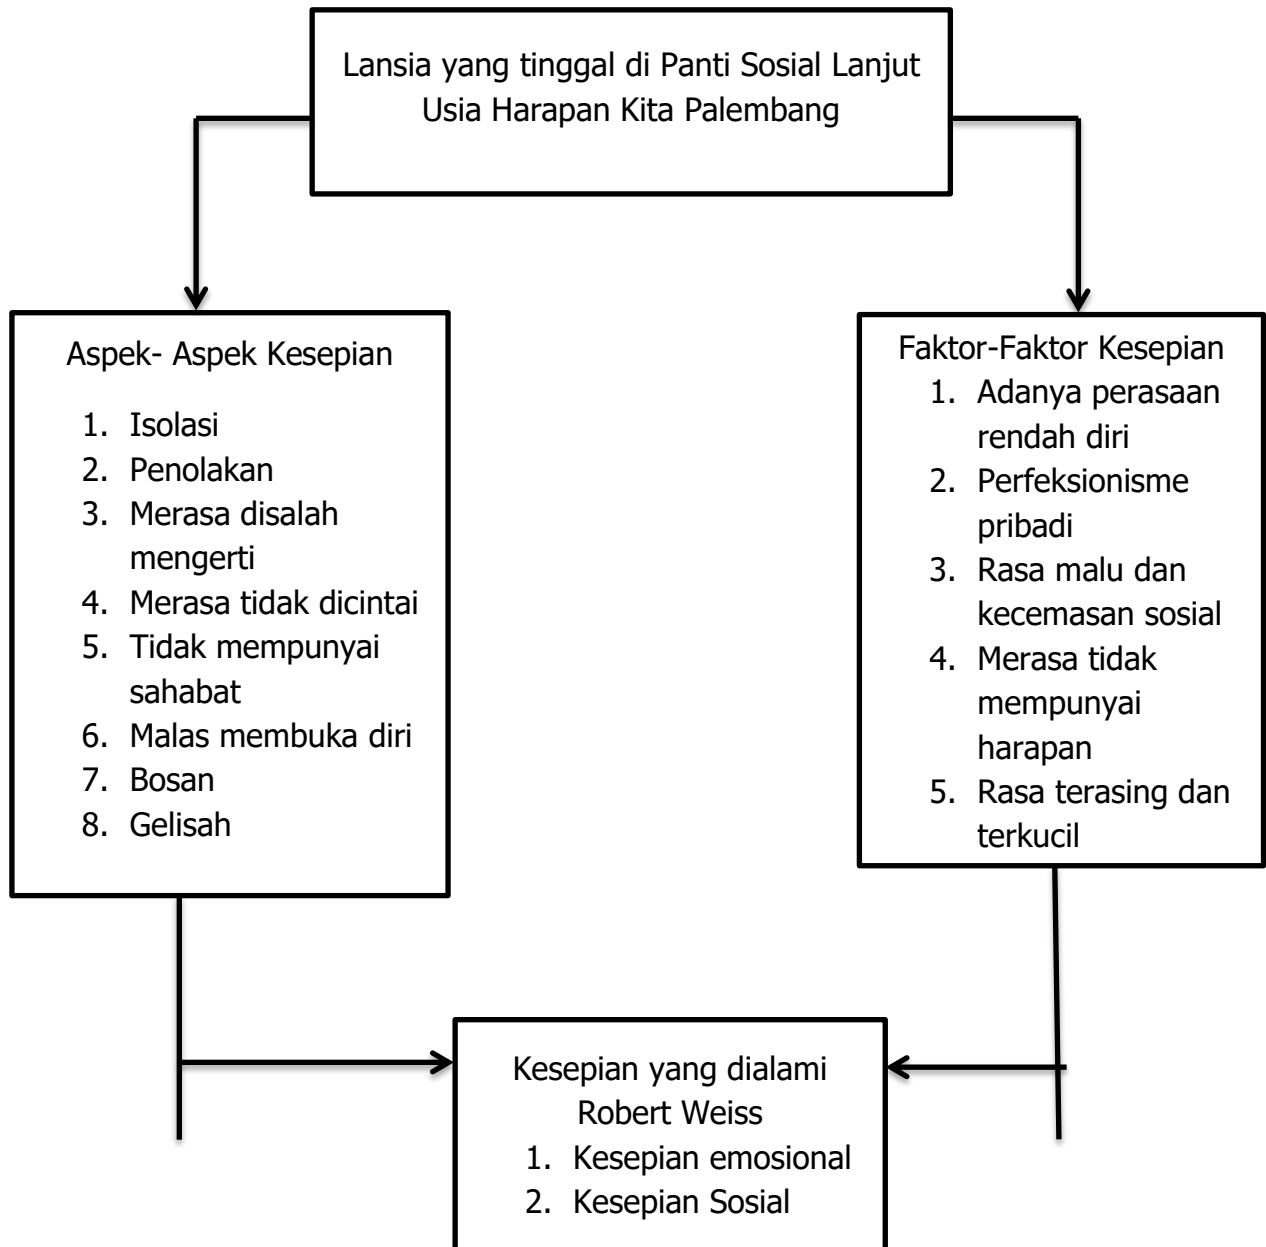 Lansia yang tinggal di Panti Sosial Lanjut
Usia Harapan Kita Palembang
Aspek- Aspek Kesepian
1. Isolasi
2. Penolakan
3. Merasa disalah
mengerti
4. Merasa tidak dicintai
5. Tidak mempunyai
sahabat
6. Malas membuka diri
7. Bosan
8. Gelisah
Faktor-Faktor Kesepian
1. Adanya perasaan
rendah diri
2. Perfeksionisme
pribadi
3. Rasa malu dan
kecemasan sosial
4. Merasa tidak
mempunyai
harapan
5. Rasa terasing dan
terkucil
Kesepian yang dialami
Robert Weiss
1. Kesepian emosional
2. Kesepian Sosial